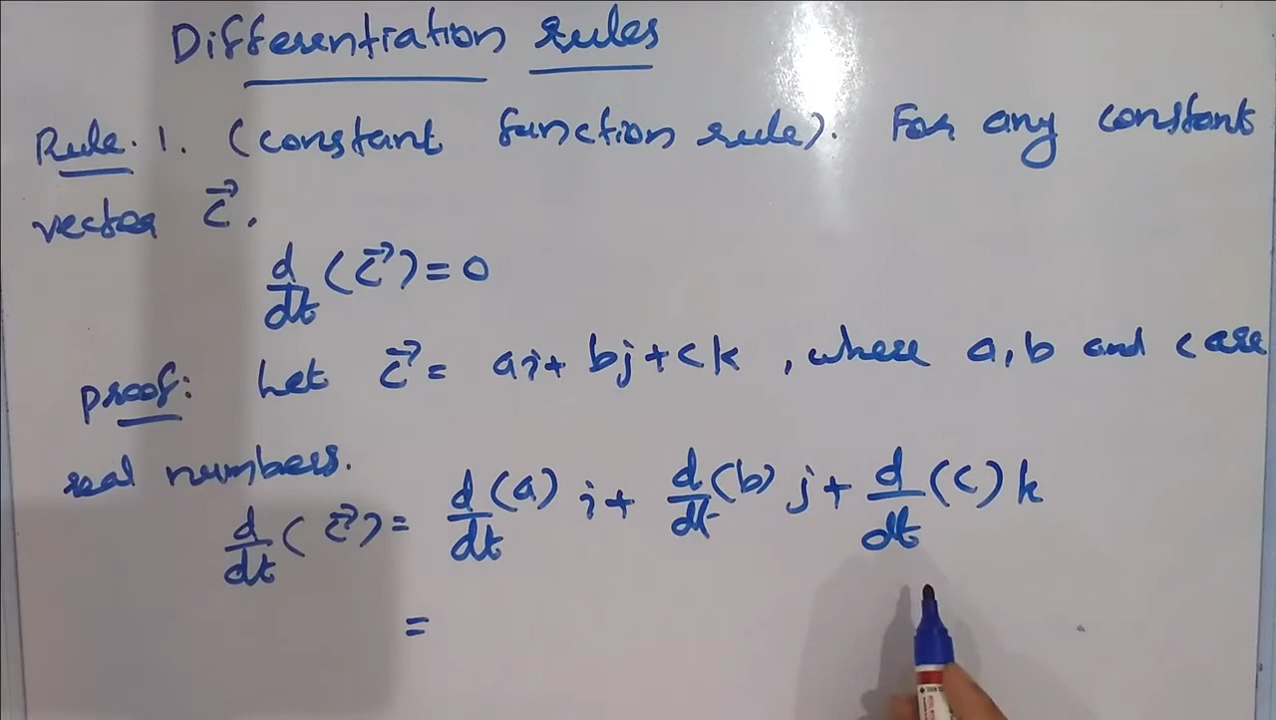 Differentiation rules
Rule. 1. (constant function rule). For any constant
vector c⃗.
d/dt (c⃗) = 0
proof: Let c⃗ = ai + bj + ck , where a, b and c are
real numbers.
d/dt (c⃗) = d/dt (a) i + d/dt (b) j + d/dt (c) k
=